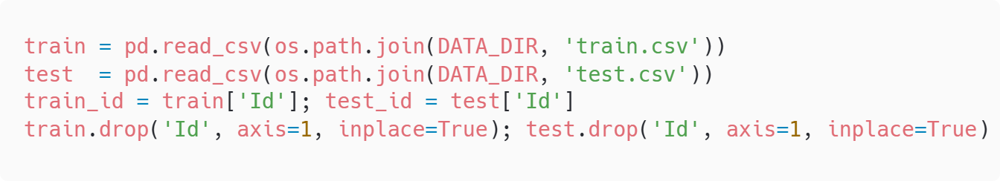 train = pd.read_csv(os.path.join(DATA_DIR, 'train.csv'))
test  = pd.read_csv(os.path.join(DATA_DIR, 'test.csv'))
train_id = train['Id']; test_id = test['Id']
train.drop('Id', axis=1, inplace=True); test.drop('Id', axis=1, inplace=True)